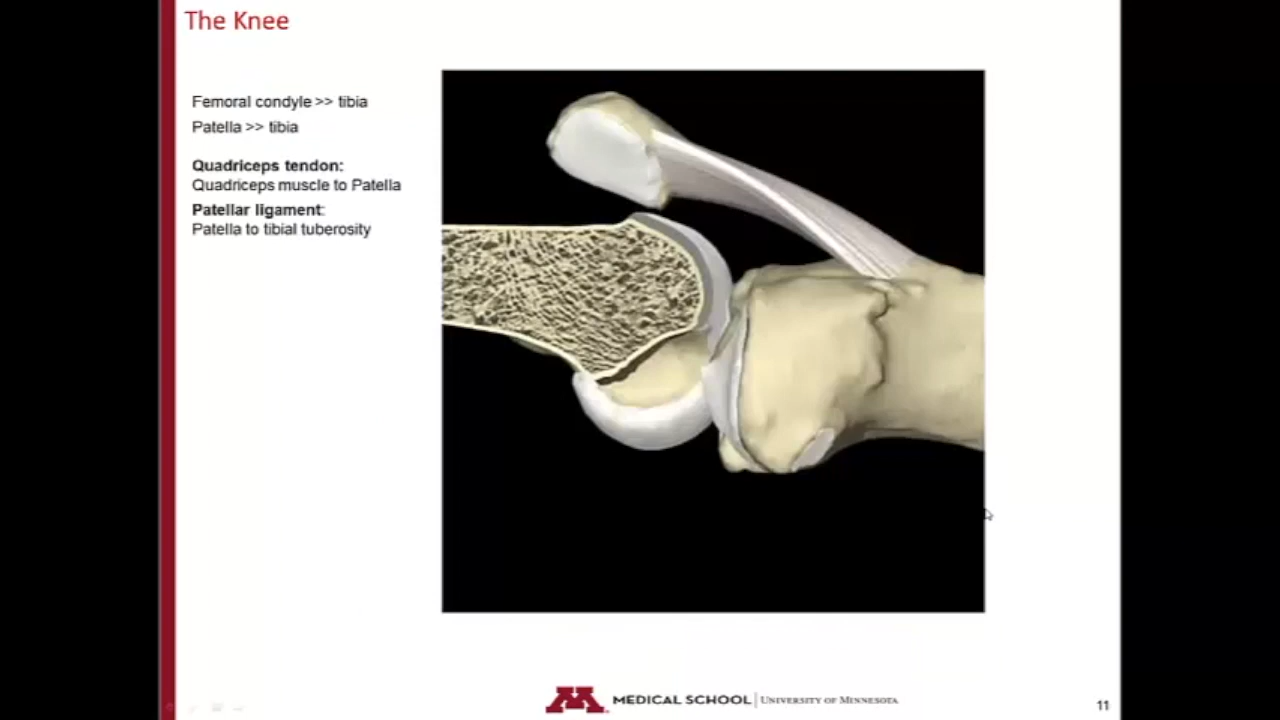 The Knee
Femoral condyle >> tibia
Patella >> tibia
Quadriceps tendon:
Quadriceps muscle to Patella
Patellar ligament:
Patella to tibial tuberosity
M MEDICAL SCHOOL | UNIVERSITY OF MINNESOTA
11